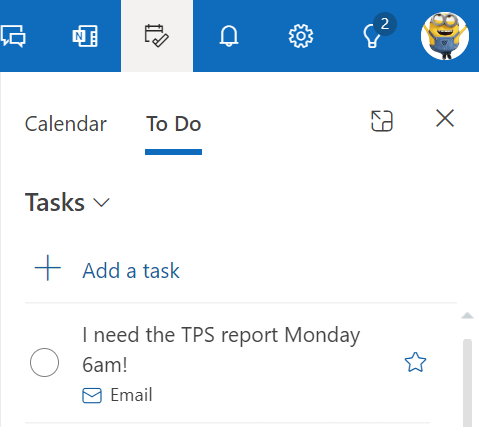 N
2
Calendar To Do
Tasks
Add a task
I need the TPS report Monday
6am!
Email